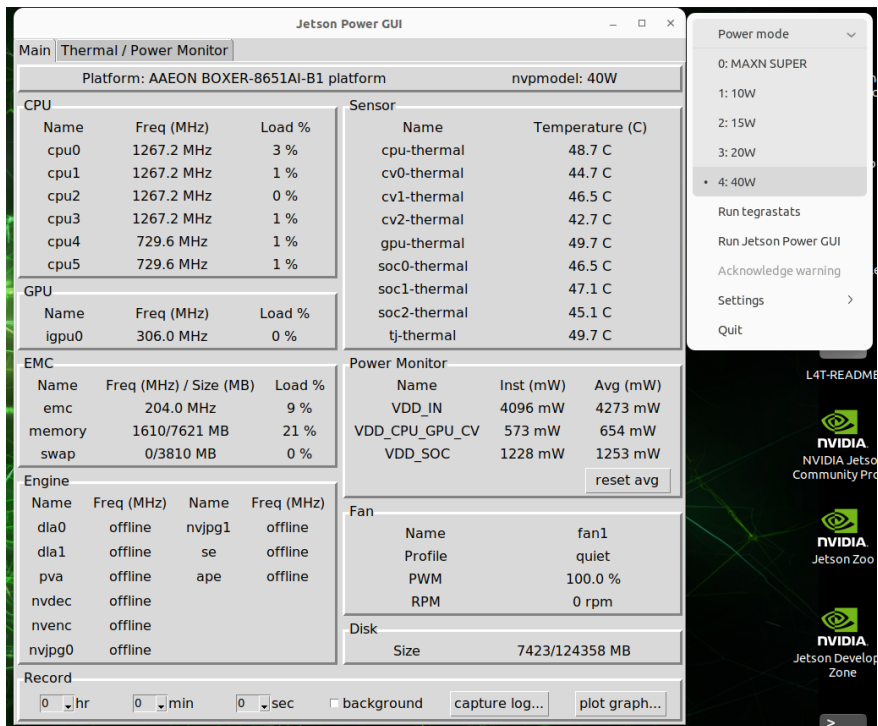 Jetson Power GUI
Main Thermal / Power Monitor
Platform: AAEON BOXER-8651AI-B1 platform nvpmodel: 40W
CPU
Name Freq (MHz) Load %
cpu0 1267.2 MHz 3 %
cpu1 1267.2 MHz 1 %
cpu2 1267.2 MHz 0 %
cpu3 1267.2 MHz 1 %
cpu4 729.6 MHz 1 %
cpu5 729.6 MHz 1 %
GPU
Name Freq (MHz) Load %
igpu0 306.0 MHz 0 %
EMC
Name Freq (MHz) / Size (MB) Load %
emc 204.0 MHz 9 %
memory 1610/7621 MB 21 %
swap 0/3810 MB 0 %
Engine
Name Freq (MHz) Name Freq (MHz)
dla0 offline nvjpg1 offline
dla1 offline se offline
pva offline ape offline
nvdec offline
nvenc offline
nvjpg0 offline
Sensor
Name Temperature (C)
cpu-thermal 48.7 C
cv0-thermal 44.7 C
cv1-thermal 46.5 C
cv2-thermal 42.7 C
gpu-thermal 49.7 C
soc0-thermal 46.5 C
soc1-thermal 47.1 C
soc2-thermal 45.1 C
tj-thermal 49.7 C
Power Monitor
Name Inst (mW) Avg (mW)
VDD_IN 4096 mW 4273 mW
VDD_CPU_GPU_CV 573 mW 654 mW
VDD_SOC 1228 mW 1253 mW
reset avg
Fan
Name fan1
Profile quiet
PWM 100.0 %
RPM 0 rpm
Disk
Size 7423/124358 MB
Record
0 hr 0 min 0 sec background capture log... plot graph...
Power mode
0: MAXN SUPER
1: 10W
2: 15W
3: 20W
• 4: 40W
Run tegrastats
Run Jetson Power GUI
Acknowledge warning
Settings
Quit
L4T-README
NVIDIA.
NVIDIA Jetso
Community Pro
NVIDIA.
Jetson Zoo
NVIDIA.
Jetson Develop
Zone